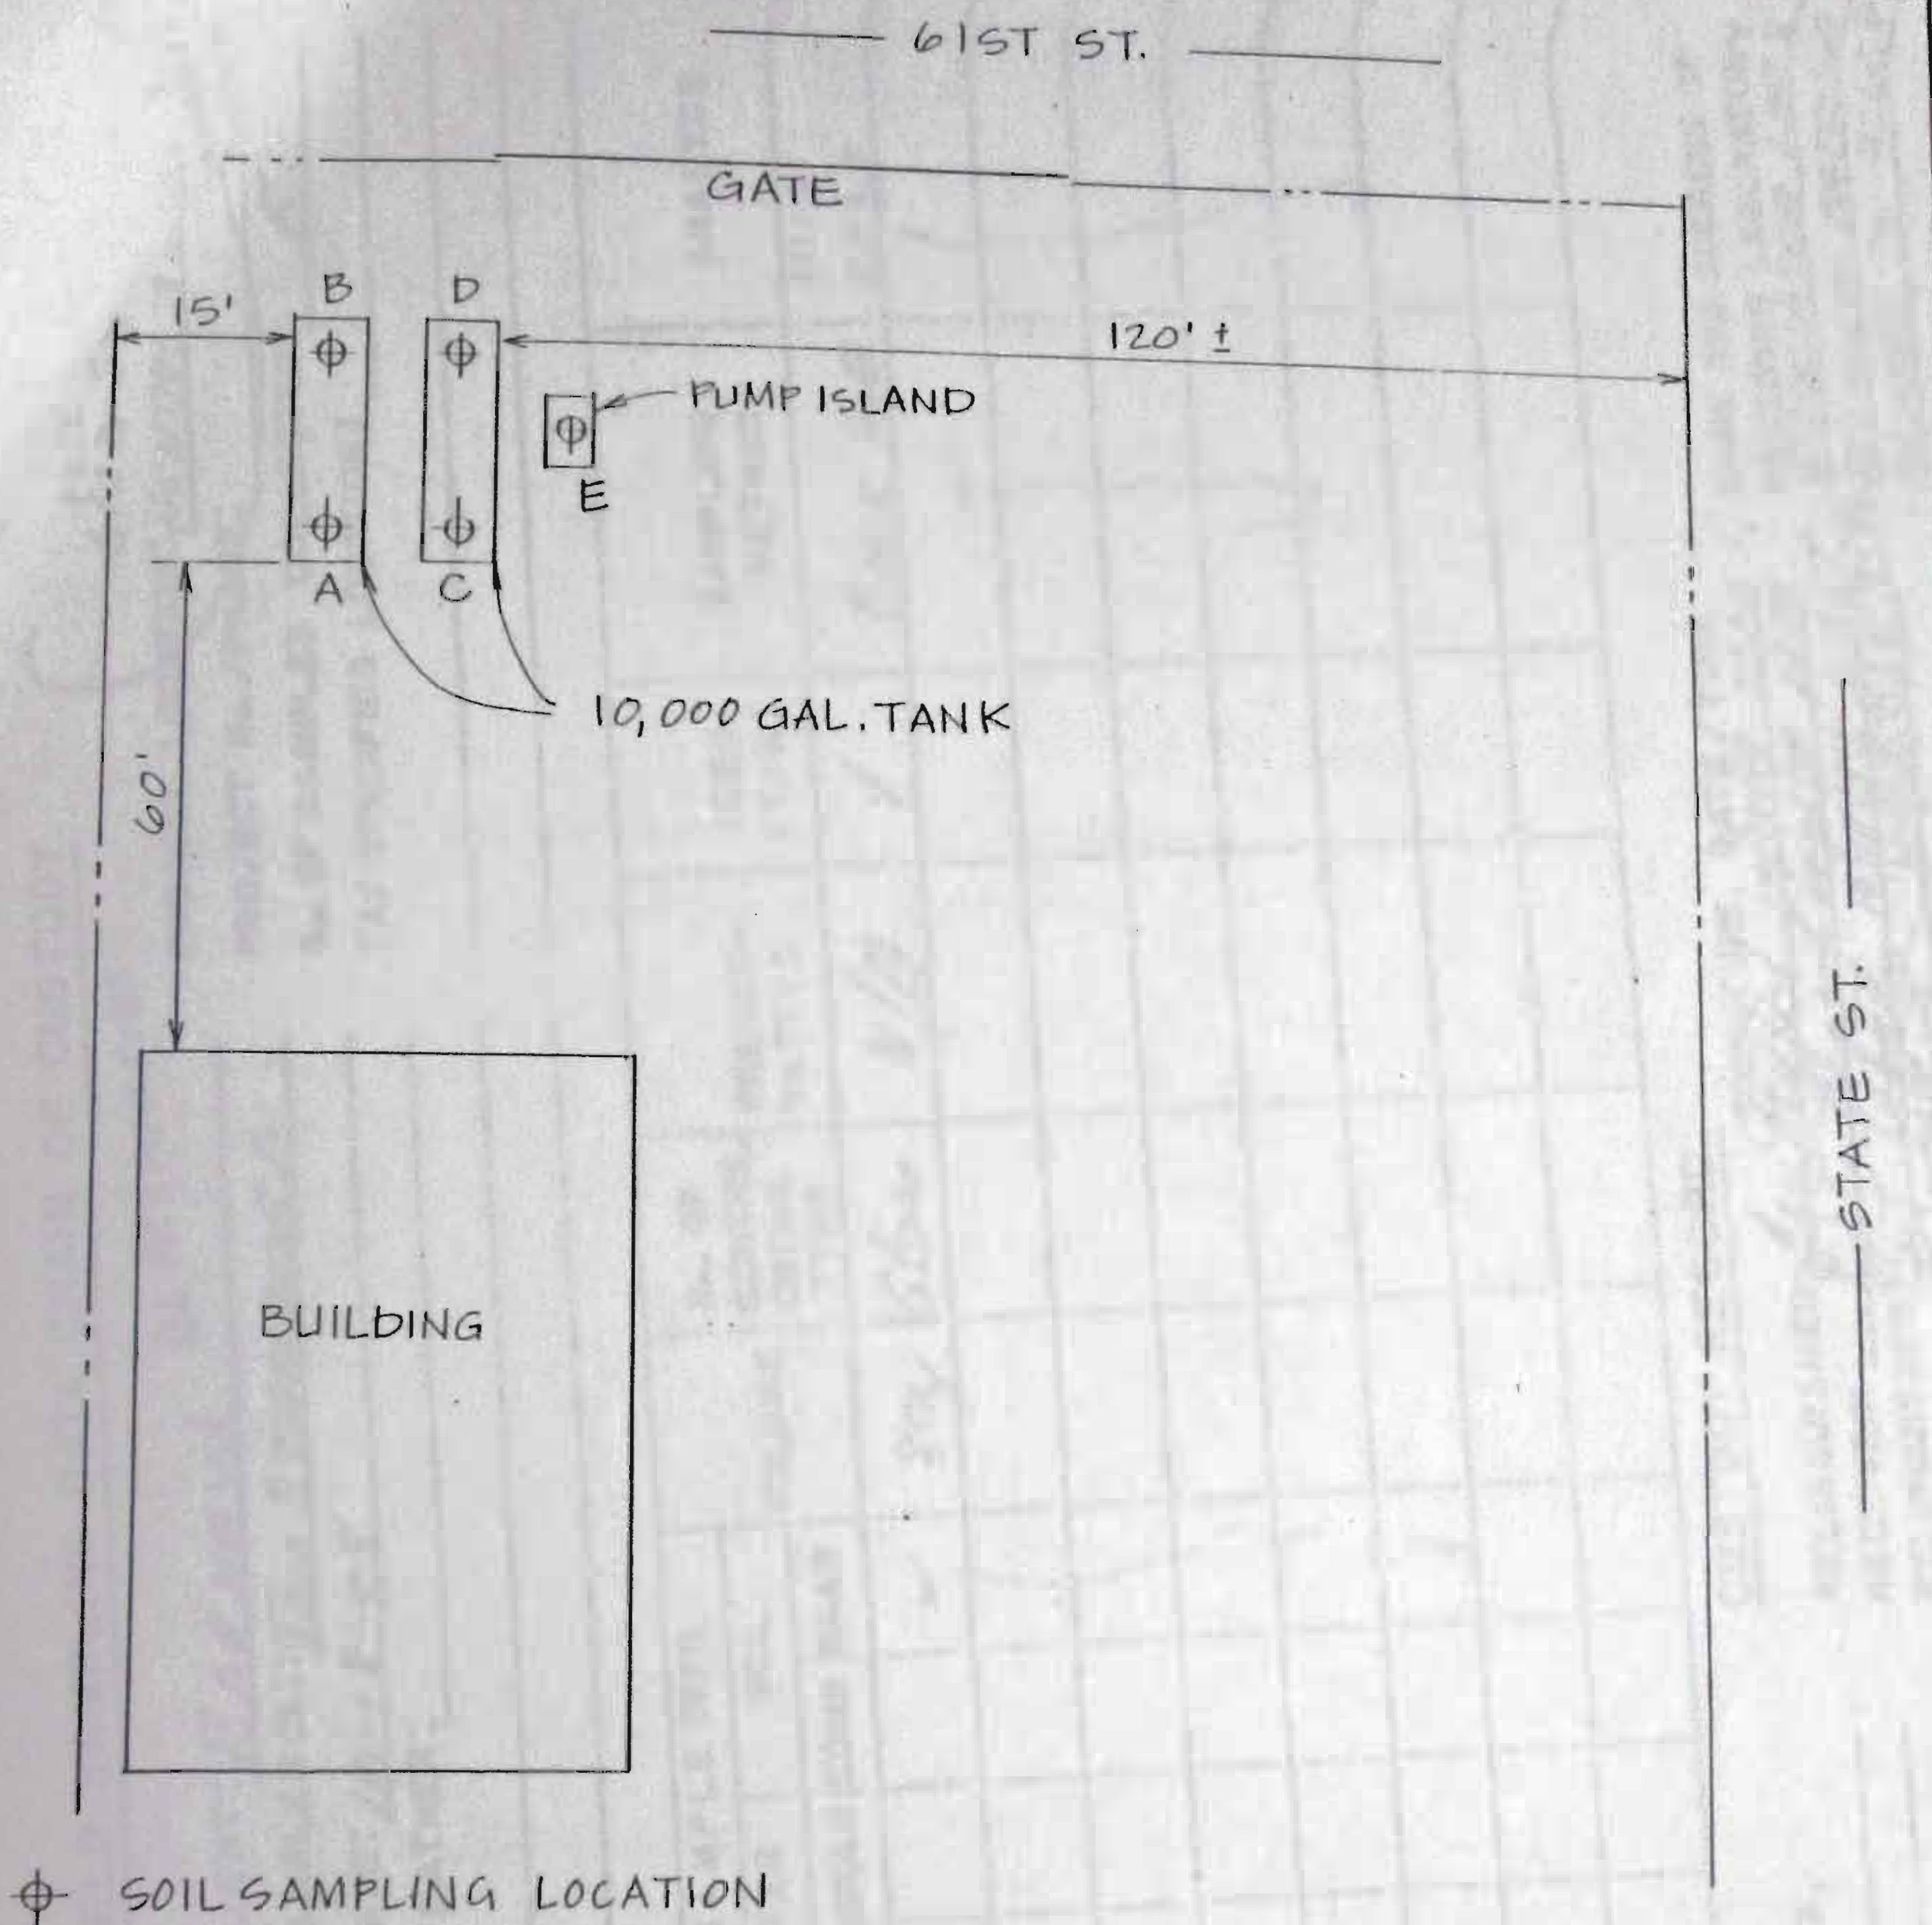 61ST ST.
GATE
15'
B
D
120' ±
PUMP ISLAND
E
A
C
10,000 GAL. TANK
60'
STATE ST.
BUILDING
SOIL SAMPLING LOCATION